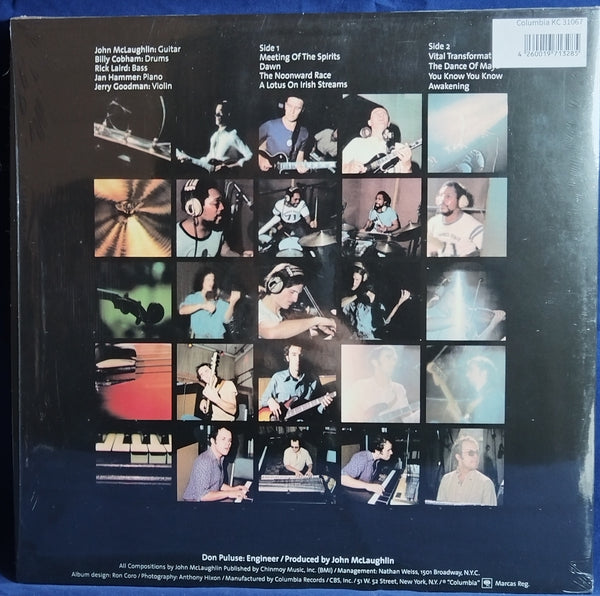 John McLaughlin: Guitar
Billy Cobham: Drums
Rick Laird: Bass
Jan Hammer: Piano
Jerry Goodman: Violin
Side 1
Meeting Of The Spirits
Dawn
The Noonward Race
A Lotus On Irish Streams
Side 2
Vital Transformat
The Dance Of May
You Know You Know
Awakening
Columbia KC 31067
4 260019 713285
Don Puluse: Engineer / Produced by John McLaughlin
All Compositions by John McLaughlin Published by Chinmoy Music, Inc. (BMI) / Management: Nathan Weiss, 1501 Broadway, N.Y.C.
Album design: Ron Coro / Photography: Anthony Hixon / Manufactured by Columbia Records / CBS, Inc. / 51 W. 52 Street, New York, N.Y. / ® "Columbia" Marcas Reg.